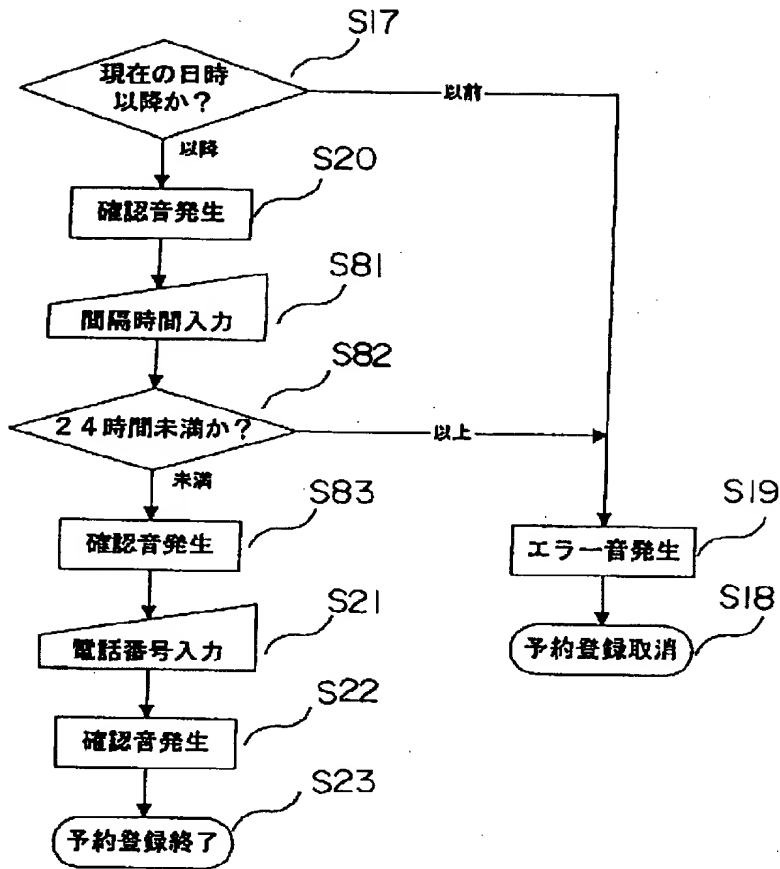 S17
現在の日時
以降か？
以前
以降
S20
確認音発生
S81
間隔時間入力
S82
２４時間未満か？
以上
未満
S83
確認音発生
S19
エラー音発生
S21
電話番号入力
S18
予約登録取消
S22
確認音発生
S23
予約登録終了